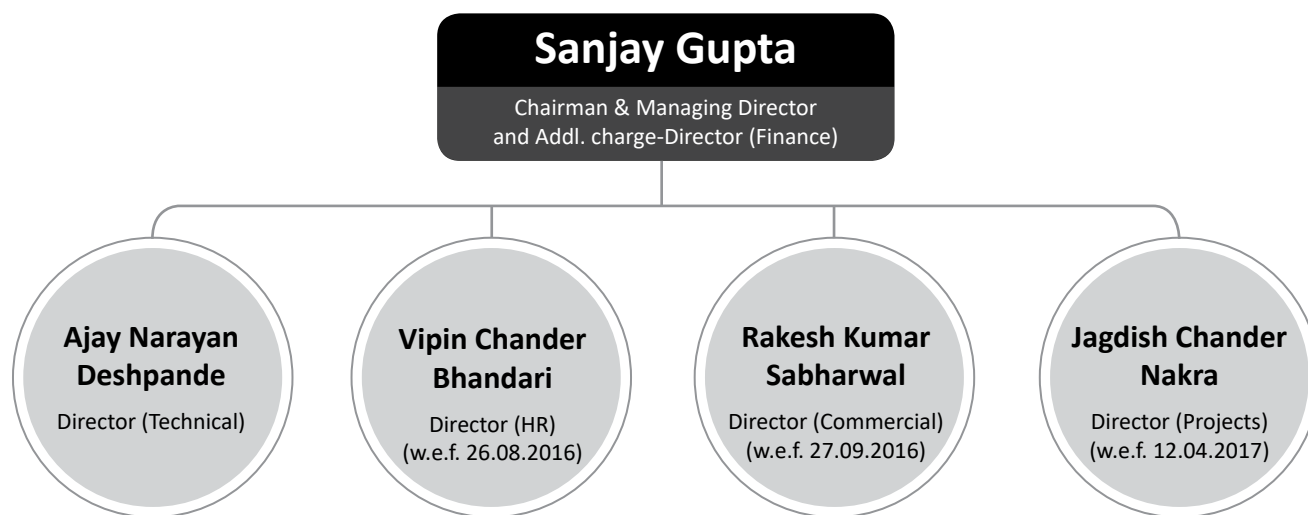 Sanjay Gupta
Chairman & Managing Director
and Addl. charge-Director (Finance)
Ajay Narayan
Deshpande
Director (Technical)
Vipin Chander
Bhandari
Director (HR)
(w.e.f. 26.08.2016)
Rakesh Kumar
Sabharwal
Director (Commercial)
(w.e.f. 27.09.2016)
Jagdish Chander
Nakra
Director (Projects)
(w.e.f. 12.04.2017)